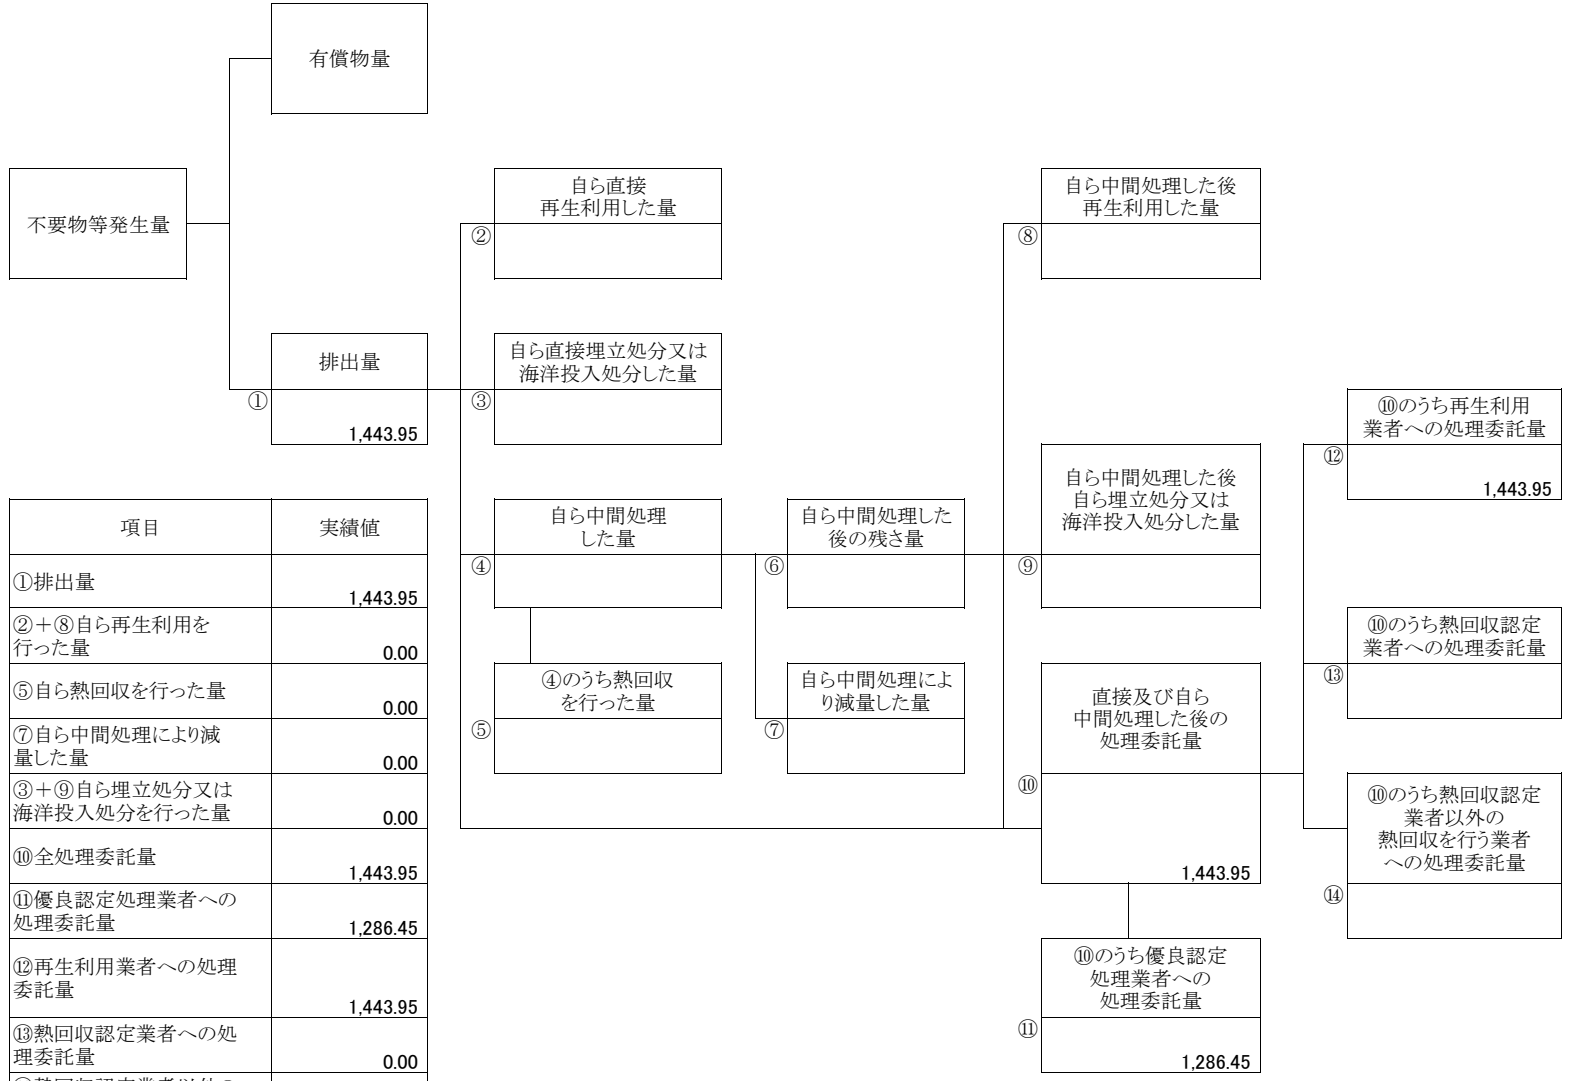 有償物量
不要物等発生量
自ら直接
再生利用した量
②
自ら中間処理した後
再生利用した量
⑧
排出量
①
1,443.95
自ら直接埋立処分又は
海洋投入処分した量
③
⑩のうち再生利用
業者への処理委託量
⑫
1,443.95
自ら中間処理
した量
④
自ら中間処理した
後の残さ量
⑥
自ら中間処理した後
自ら埋立処分又は
海洋投入処分した量
⑨
⑩のうち熱回収認定
業者への処理委託量
⑬
④のうち熱回収
を行った量
⑤
自ら中間処理によ
り減量した量
⑦
直接及び自ら
中間処理した後の
処理委託量
⑩
1,443.95
⑩のうち熱回収認定
業者以外の
熱回収を行う業者
への処理委託量
⑭
⑩のうち優良認定
処理業者への
処理委託量
⑪
1,286.45
項目
実績値
①排出量
1,443.95
②＋⑧自ら再生利用を
行った量
0.00
⑤自ら熱回収を行った量
0.00
⑦自ら中間処理により減
量した量
0.00
③＋⑨自ら埋立処分又は
海洋投入処分を行った量
0.00
⑩全処理委託量
1,443.95
⑪優良認定処理業者への
処理委託量
1,286.45
⑫再生利用業者への処理
委託量
1,443.95
⑬熱回収認定業者への処
理委託量
0.00